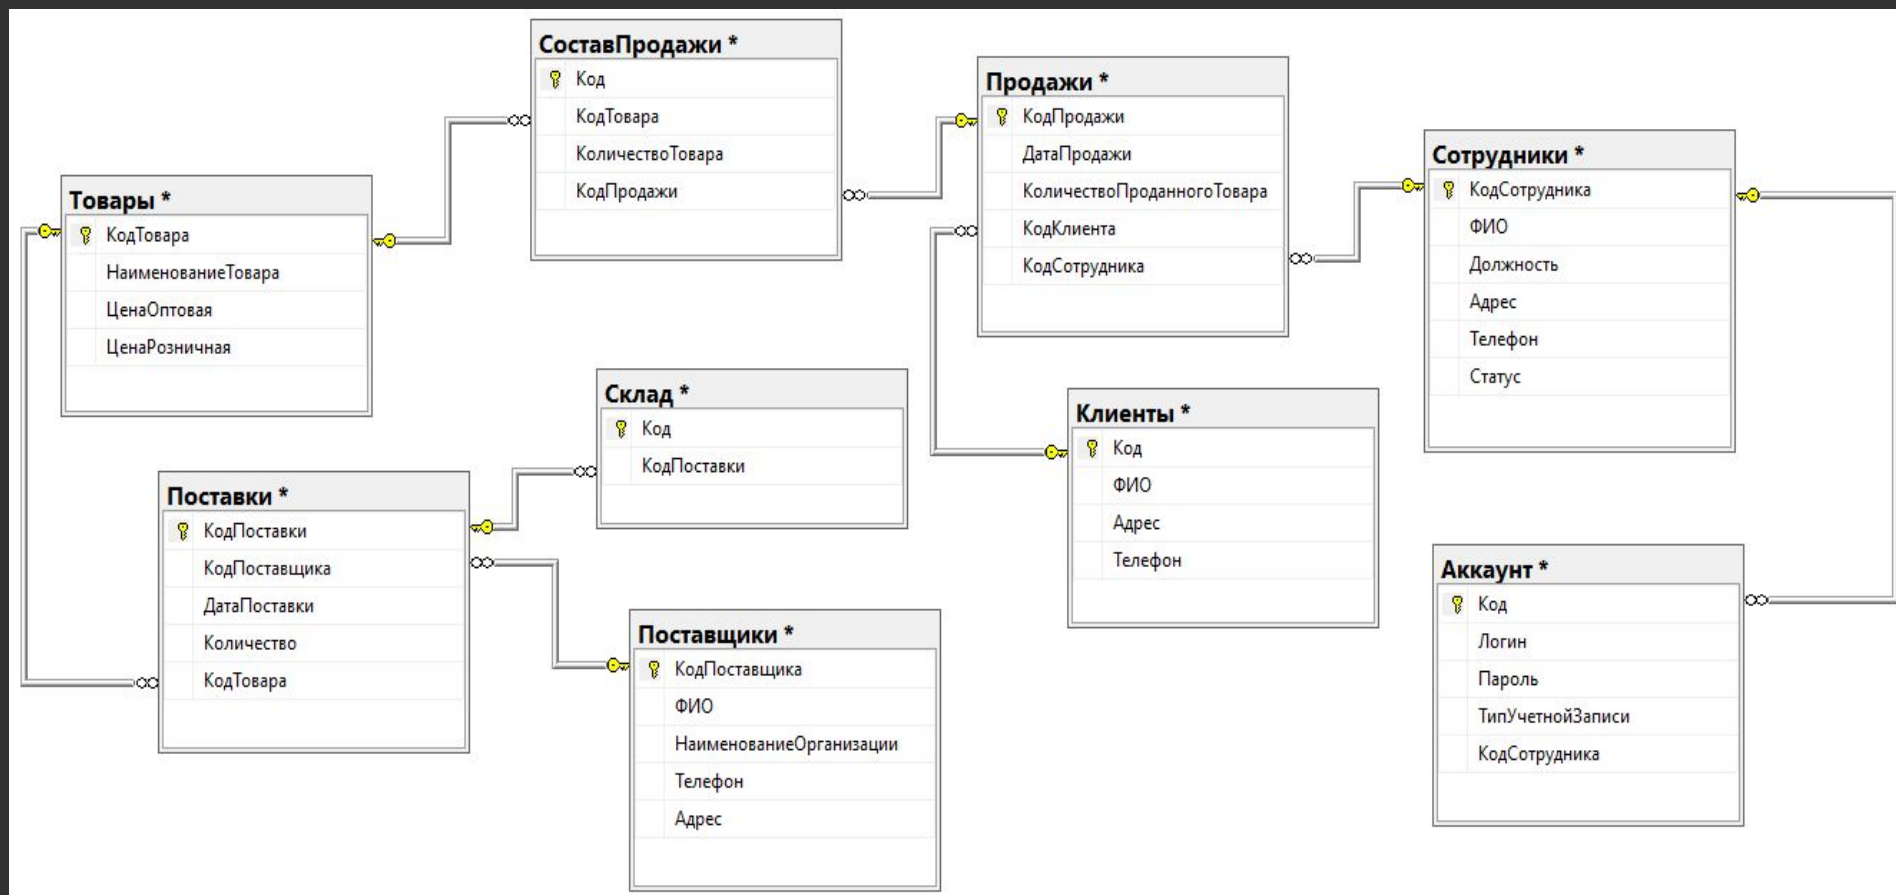 СоставПродажи *
Код
КодТовара
КоличествоТовара
КодПродажи
Продажи *
КодПродажи
ДатаПродажи
КоличествоПроданногоТовара
КодКлиента
КодСотрудника
Сотрудники *
КодСотрудника
ФИО
Должность
Адрес
Телефон
Статус
Товары *
КодТовара
НаименованиеТовара
ЦенаОптовая
ЦенаРозничная
Склад *
Код
КодПоставки
Клиенты *
Код
ФИО
Адрес
Телефон
Поставки *
КодПоставки
КодПоставщика
ДатаПоставки
Количество
КодТовара
Поставщики *
КодПоставщика
ФИО
НаименованиеОрганизации
Телефон
Адрес
Аккаунт *
Код
Логин
Пароль
ТипУчетнойЗаписи
КодСотрудника